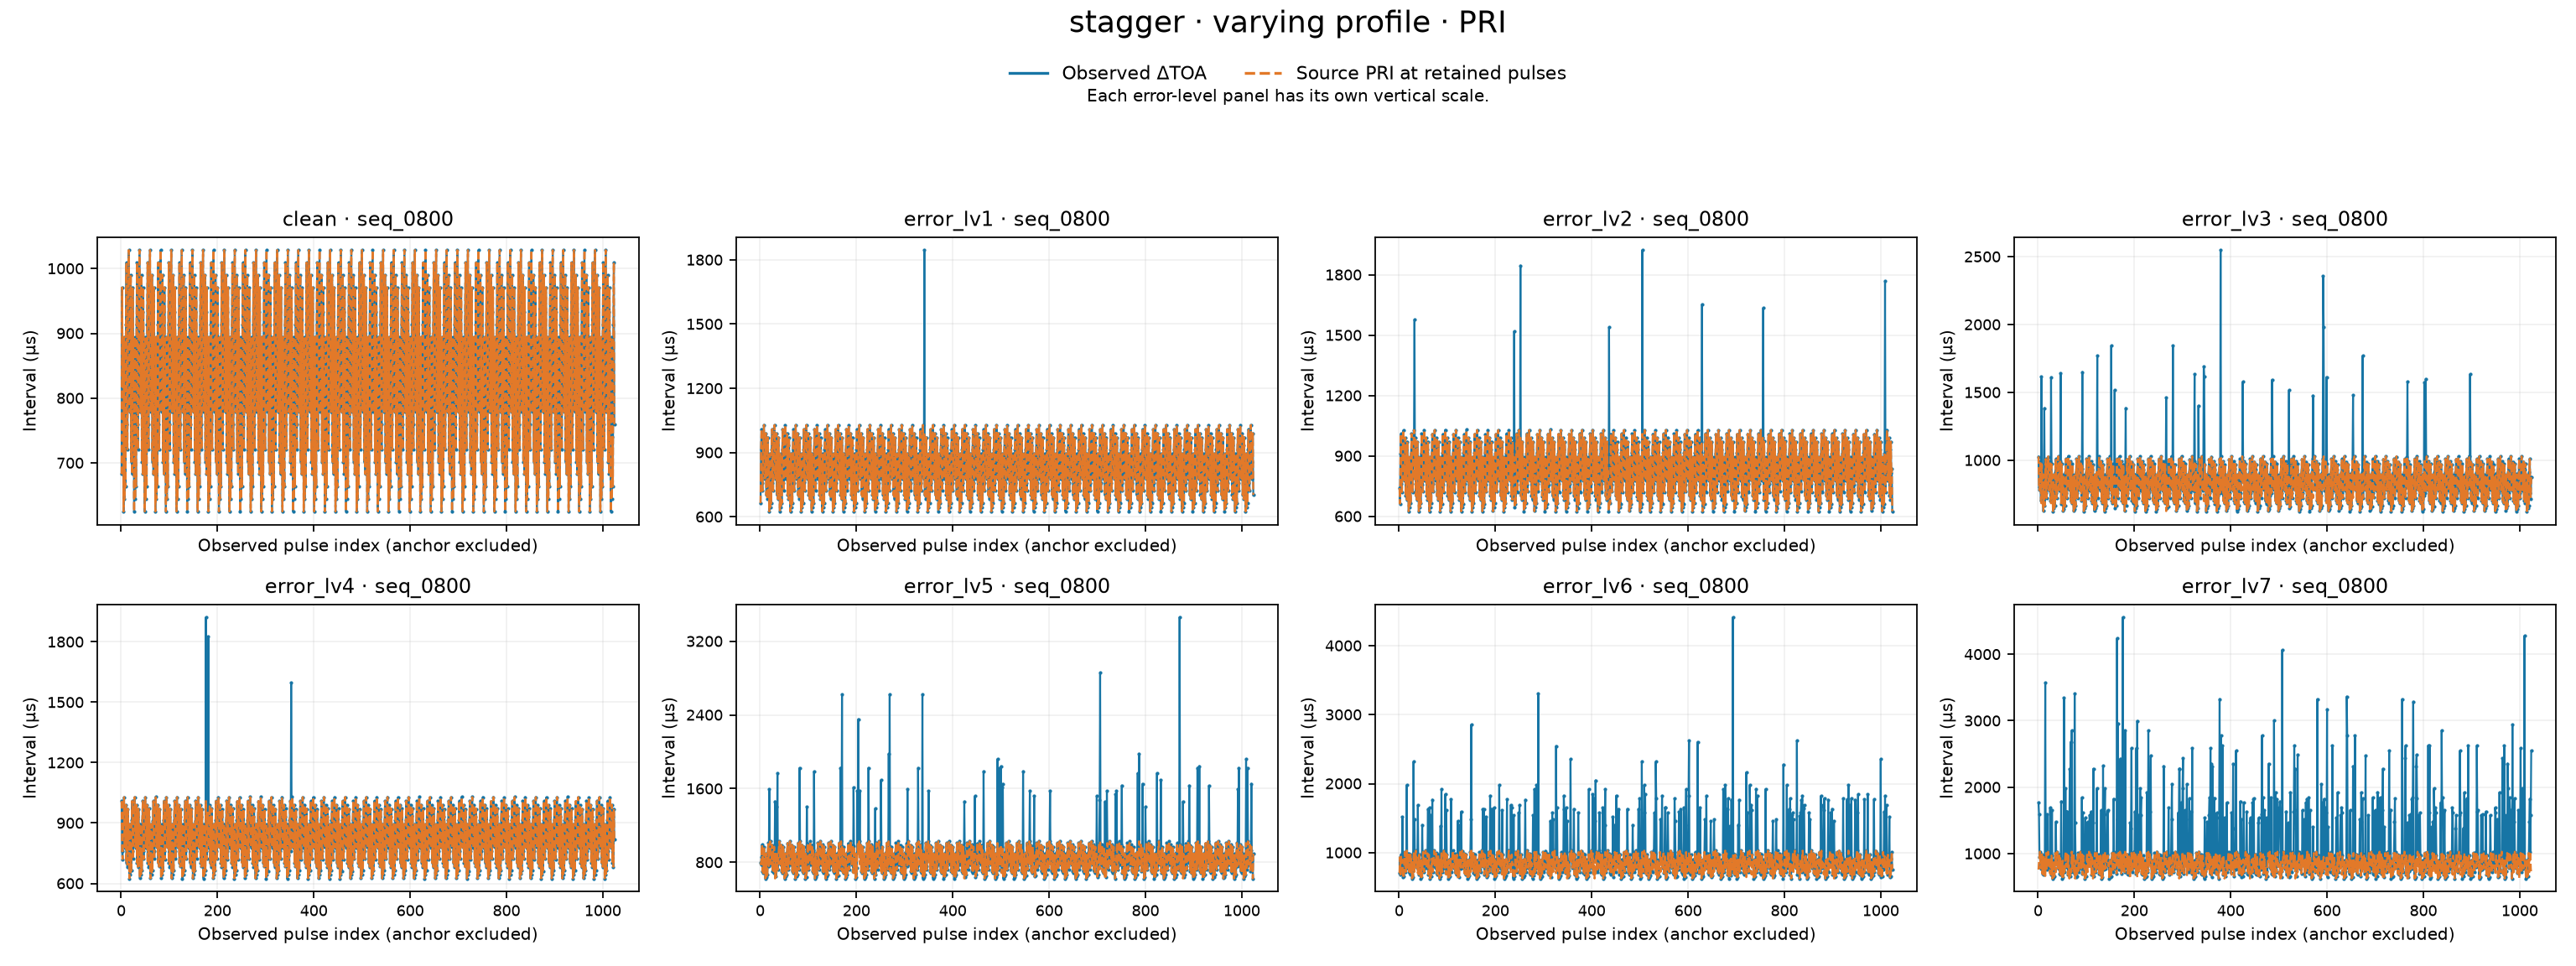 stagger · varying profile · PRI
Observed ΔTOA
Source PRI at retained pulses
Each error-level panel has its own vertical scale.
clean · seq_0800
error_lv1 · seq_0800
error_lv2 · seq_0800
error_lv3 · seq_0800
Interval (μs)
1000
900
800
700
Observed pulse index (anchor excluded)
Interval (μs)
1800
1500
1200
900
600
Observed pulse index (anchor excluded)
Interval (μs)
1800
1500
1200
900
600
Observed pulse index (anchor excluded)
Interval (μs)
2500
2000
1500
1000
Observed pulse index (anchor excluded)
error_lv4 · seq_0800
error_lv5 · seq_0800
error_lv6 · seq_0800
error_lv7 · seq_0800
Interval (μs)
1800
1500
1200
900
600
0 200 400 600 800 1000
Observed pulse index (anchor excluded)
Interval (μs)
3200
2400
1600
800
0 200 400 600 800 1000
Observed pulse index (anchor excluded)
Interval (μs)
4000
3000
2000
1000
0 200 400 600 800 1000
Observed pulse index (anchor excluded)
Interval (μs)
4000
3000
2000
1000
0 200 400 600 800 1000
Observed pulse index (anchor excluded)